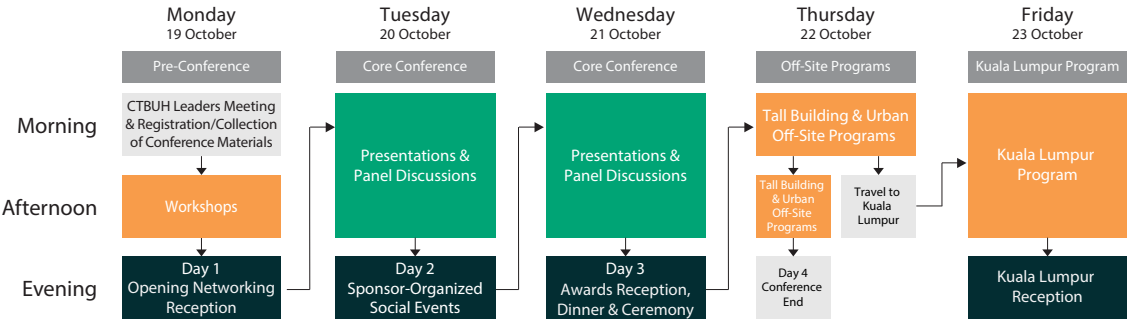 Monday
19 October
Tuesday
20 October
Wednesday
21 October
Thursday
22 October
Friday
23 October
Pre-Conference
Core Conference
Core Conference
Off-Site Programs
Kuala Lumpur Program
Morning
CTBUH Leaders Meeting
& Registration/Collection
of Conference Materials
Presentations &
Panel Discussions
Presentations &
Panel Discussions
Tall Building & Urban
Off-Site Programs
Kuala Lumpur
Program
Afternoon
Workshops
Tall Building
& Urban
Off-Site
Programs
Travel to
Kuala
Lumpur
Evening
Day 1
Opening Networking
Reception
Day 2
Sponsor-Organized
Social Events
Day 3
Awards Reception,
Dinner & Ceremony
Day 4
Conference
End
Kuala Lumpur
Reception